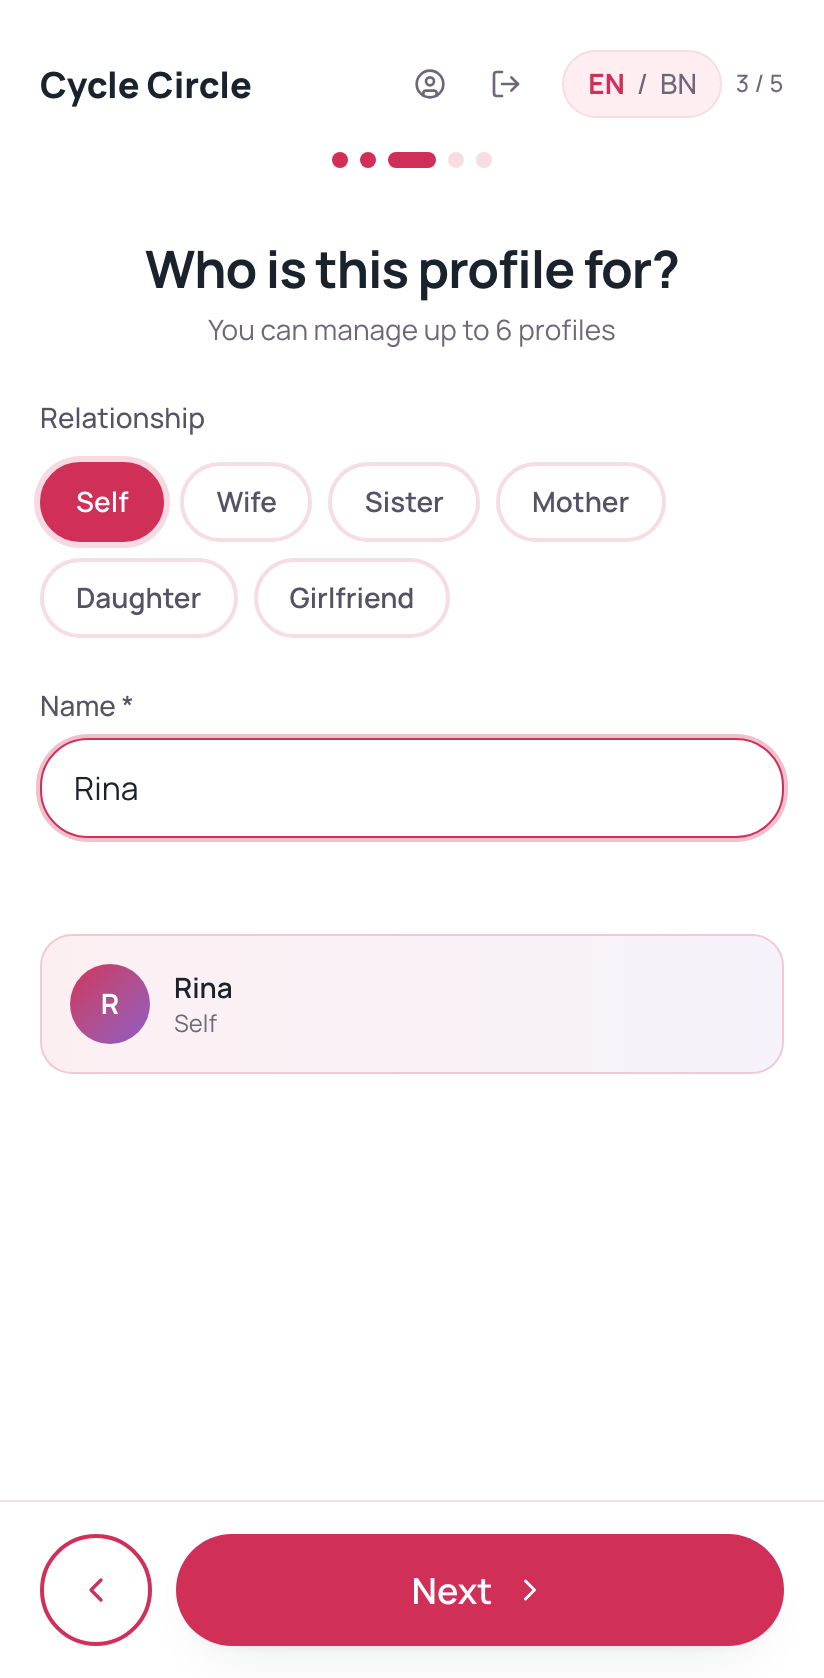 Cycle Circle
EN / BN
3 / 5
Who is this profile for?
You can manage up to 6 profiles
Relationship
Self
Wife
Sister
Mother
Daughter
Girlfriend
Name *
Rina
R
Rina
Self
Next